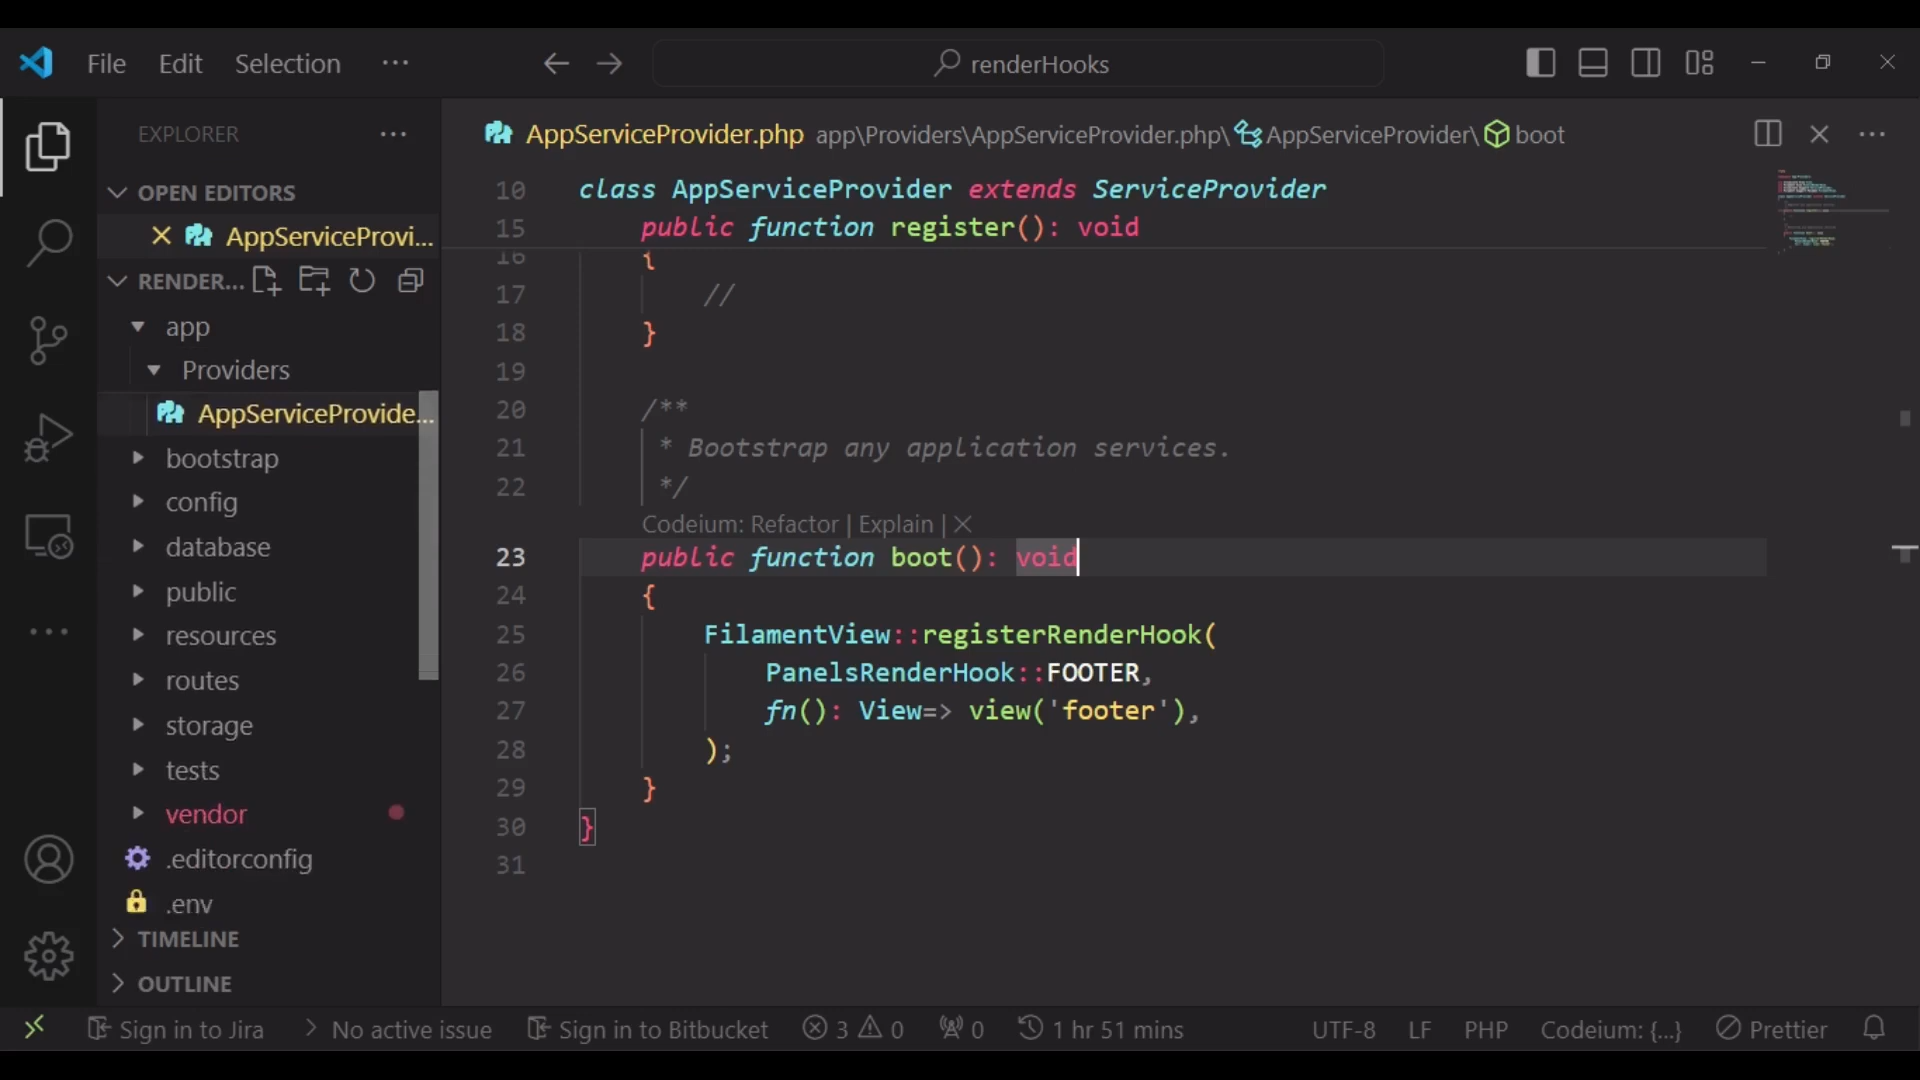 File Edit Selection ··· renderHooks
EXPLORER ···
OPEN EDITORS
AppServiceProvi...
RENDER...
app
Providers
AppServiceProvide...
bootstrap
config
database
public
resources
routes
storage
tests
vendor
.editorconfig
.env
TIMELINE
OUTLINE
AppServiceProvider.php app\Providers\AppServiceProvider.php\ AppServiceProvider\ boot
10 class AppServiceProvider extends ServiceProvider
15 public function register(): void
16 {
17 //
18 }
19
20 /**
21 * Bootstrap any application services.
22 */
Codeium: Refactor | Explain | ✕
23 public function boot(): void
24 {
25 FilamentView::registerRenderHook(
26 PanelsRenderHook::FOOTER,
27 fn(): View=> view('footer'),
28 );
29 }
30 }
31
Sign in to Jira No active issue Sign in to Bitbucket 3 0 0 1 hr 51 mins UTF-8 LF PHP Codeium: {...} Prettier